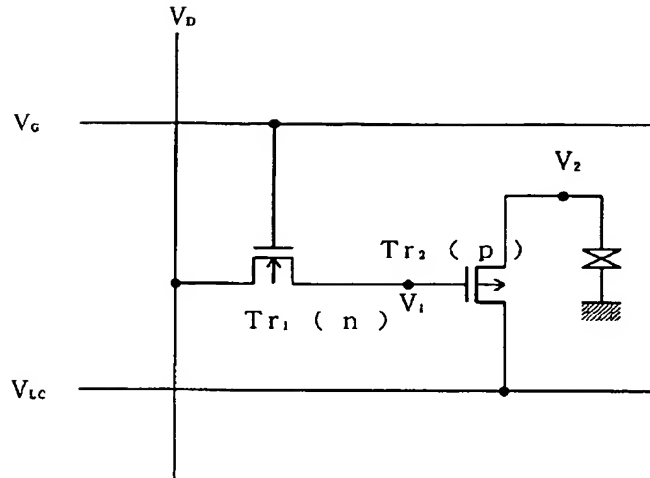 V_D
V_G
V_2
Tr_2 ( p )
V_1
Tr_1 ( n )
V_LC